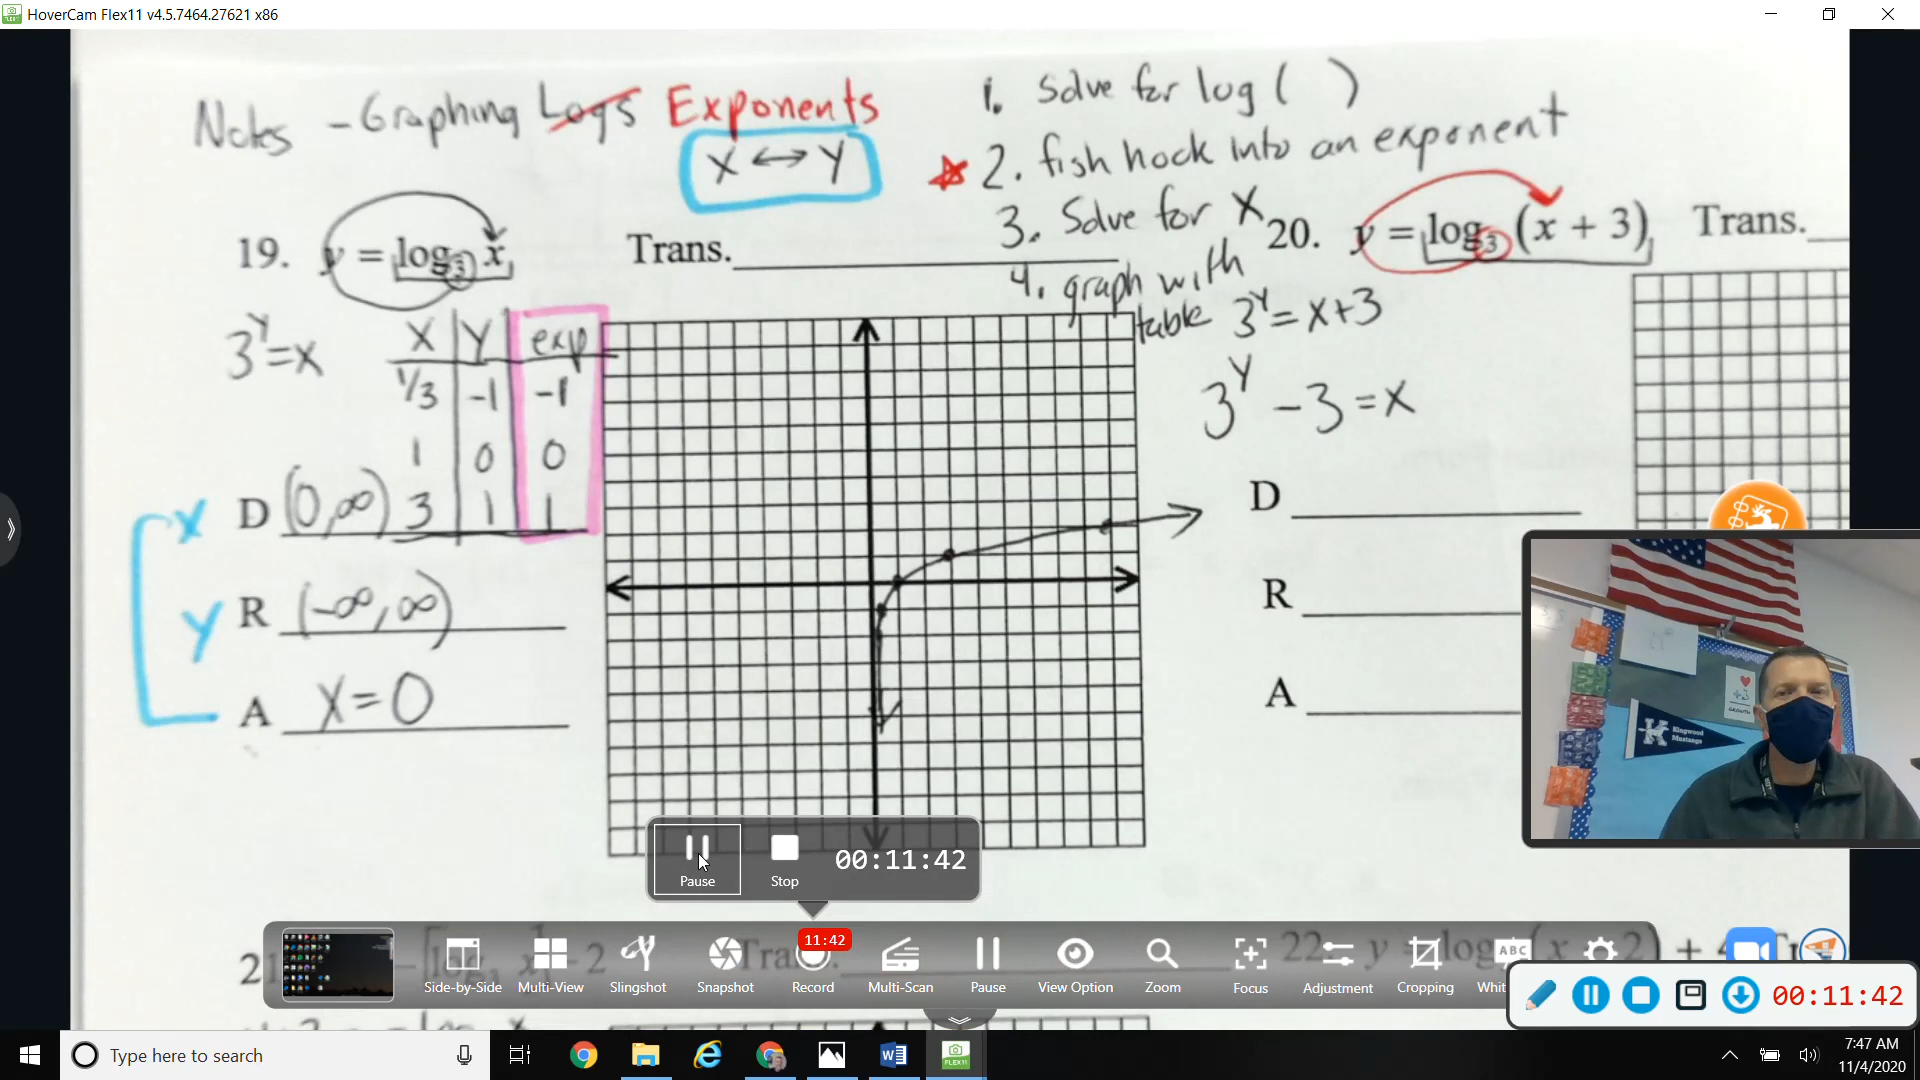 HoverCam Flex11 v4.5.7464.27621 x86
Notes - Graphing Logs Exponents
X ↔ Y
1. Solve for log ( )
2. fish hook into an exponent
3. Solve for X
4. graph with
table
19. y = log₃ x
Trans.
3^Y = X
X Y exp
1/3 -1 -1
1 0 0
3 1 1
X D (0,∞)
Y R (-∞,∞)
A X=0
20. y = log₃ (x + 3)
Trans.
3^Y = X+3
3^Y - 3 = X
D
R
A
Kingwood
Mustangs
K
Pause
Stop
00:11:42
11:42
Side-by-Side
Multi-View
Slingshot
Snapshot
Record
Multi-Scan
Pause
View Option
Zoom
Focus
Adjustment
Cropping
ABC
00:11:42
Type here to search
FLEX11
7:47 AM
11/4/2020